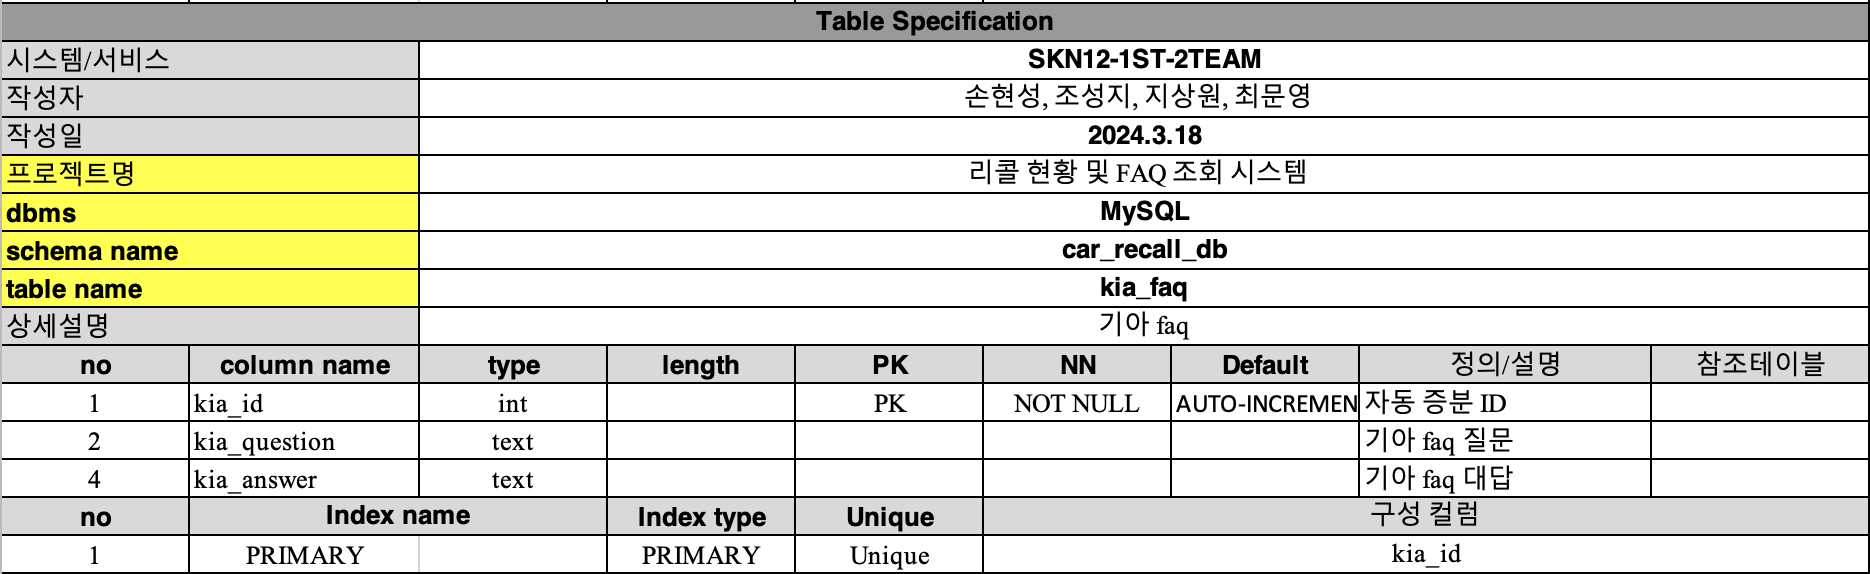 Table Specification
시스템/서비스 SKN12-1ST-2TEAM
작성자 손현성, 조성지, 지상원, 최문영
작성일 2024.3.18
프로젝트명 리콜 현황 및 FAQ 조회 시스템
dbms MySQL
schema name car_recall_db
table name kia_faq
상세설명 기아 faq
no column name type length PK NN Default 정의/설명 참조테이블
1 kia_id int PK NOT NULL AUTO-INCREMEN 자동 증분 ID
2 kia_question text 기아 faq 질문
4 kia_answer text 기아 faq 대답
no Index name Index type Unique 구성 컬럼
1 PRIMARY PRIMARY Unique kia_id